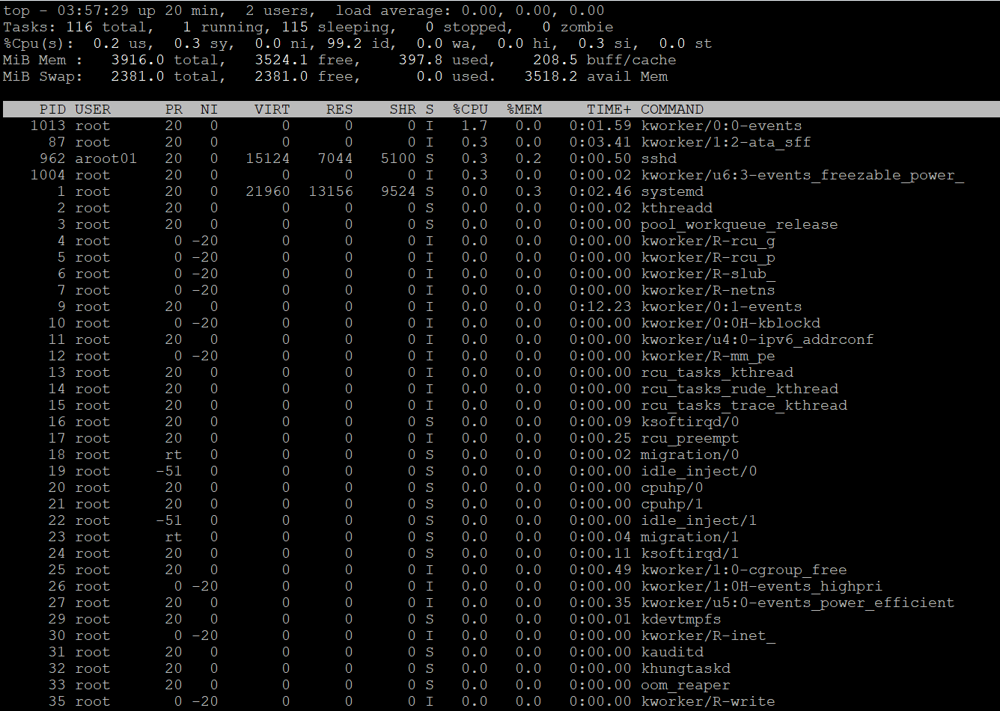 top - 03:57:29 up 20 min,  2 users,  load average: 0.00, 0.00, 0.00
Tasks: 116 total,   1 running, 115 sleeping,   0 stopped,   0 zombie
%Cpu(s):  0.2 us,  0.3 sy,  0.0 ni, 99.2 id,  0.0 wa,  0.0 hi,  0.3 si,  0.0 st
MiB Mem :   3916.0 total,   3524.1 free,    397.8 used,    208.5 buff/cache
MiB Swap:   2381.0 total,   2381.0 free,      0.0 used.   3518.2 avail Mem
    PID USER      PR  NI    VIRT    RES    SHR S  %CPU  %MEM     TIME+ COMMAND
   1013 root      20   0       0      0      0 I   1.7   0.0   0:01.59 kworker/0:0-events
     87 root      20   0       0      0      0 I   0.3   0.0   0:03.41 kworker/1:2-ata_sff
    962 aroot01   20   0   15124   7044   5100 S   0.3   0.2   0:00.50 sshd
   1004 root      20   0       0      0      0 I   0.3   0.0   0:00.02 kworker/u6:3-events_freezable_power_
      1 root      20   0   21960  13156   9524 S   0.0   0.3   0:02.46 systemd
      2 root      20   0       0      0      0 S   0.0   0.0   0:00.02 kthreadd
      3 root      20   0       0      0      0 S   0.0   0.0   0:00.00 pool_workqueue_release
      4 root       0 -20       0      0      0 I   0.0   0.0   0:00.00 kworker/R-rcu_g
      5 root       0 -20       0      0      0 I   0.0   0.0   0:00.00 kworker/R-rcu_p
      6 root       0 -20       0      0      0 I   0.0   0.0   0:00.00 kworker/R-slub_
      7 root       0 -20       0      0      0 I   0.0   0.0   0:00.00 kworker/R-netns
      9 root      20   0       0      0      0 I   0.0   0.0   0:12.23 kworker/0:1-events
     10 root       0 -20       0      0      0 I   0.0   0.0   0:00.00 kworker/0:0H-kblockd
     11 root      20   0       0      0      0 I   0.0   0.0   0:00.00 kworker/u4:0-ipv6_addrconf
     12 root       0 -20       0      0      0 I   0.0   0.0   0:00.00 kworker/R-mm_pe
     13 root      20   0       0      0      0 I   0.0   0.0   0:00.00 rcu_tasks_kthread
     14 root      20   0       0      0      0 I   0.0   0.0   0:00.00 rcu_tasks_rude_kthread
     15 root      20   0       0      0      0 I   0.0   0.0   0:00.00 rcu_tasks_trace_kthread
     16 root      20   0       0      0      0 S   0.0   0.0   0:00.09 ksoftirqd/0
     17 root      20   0       0      0      0 I   0.0   0.0   0:00.25 rcu_preempt
     18 root      rt   0       0      0      0 S   0.0   0.0   0:00.02 migration/0
     19 root     -51   0       0      0      0 S   0.0   0.0   0:00.00 idle_inject/0
     20 root      20   0       0      0      0 S   0.0   0.0   0:00.00 cpuhp/0
     21 root      20   0       0      0      0 S   0.0   0.0   0:00.00 cpuhp/1
     22 root     -51   0       0      0      0 S   0.0   0.0   0:00.00 idle_inject/1
     23 root      rt   0       0      0      0 S   0.0   0.0   0:00.04 migration/1
     24 root      20   0       0      0      0 S   0.0   0.0   0:00.11 ksoftirqd/1
     25 root      20   0       0      0      0 I   0.0   0.0   0:00.49 kworker/1:0-cgroup_free
     26 root       0 -20       0      0      0 I   0.0   0.0   0:00.00 kworker/1:0H-events_highpri
     27 root      20   0       0      0      0 I   0.0   0.0   0:00.35 kworker/u5:0-events_power_efficient
     29 root      20   0       0      0      0 S   0.0   0.0   0:00.01 kdevtmpfs
     30 root       0 -20       0      0      0 I   0.0   0.0   0:00.00 kworker/R-inet_
     31 root      20   0       0      0      0 S   0.0   0.0   0:00.00 kauditd
     32 root      20   0       0      0      0 S   0.0   0.0   0:00.00 khungtaskd
     33 root      20   0       0      0      0 S   0.0   0.0   0:00.00 oom_reaper
     35 root       0 -20       0      0      0 I   0.0   0.0   0:00.00 kworker/R-write